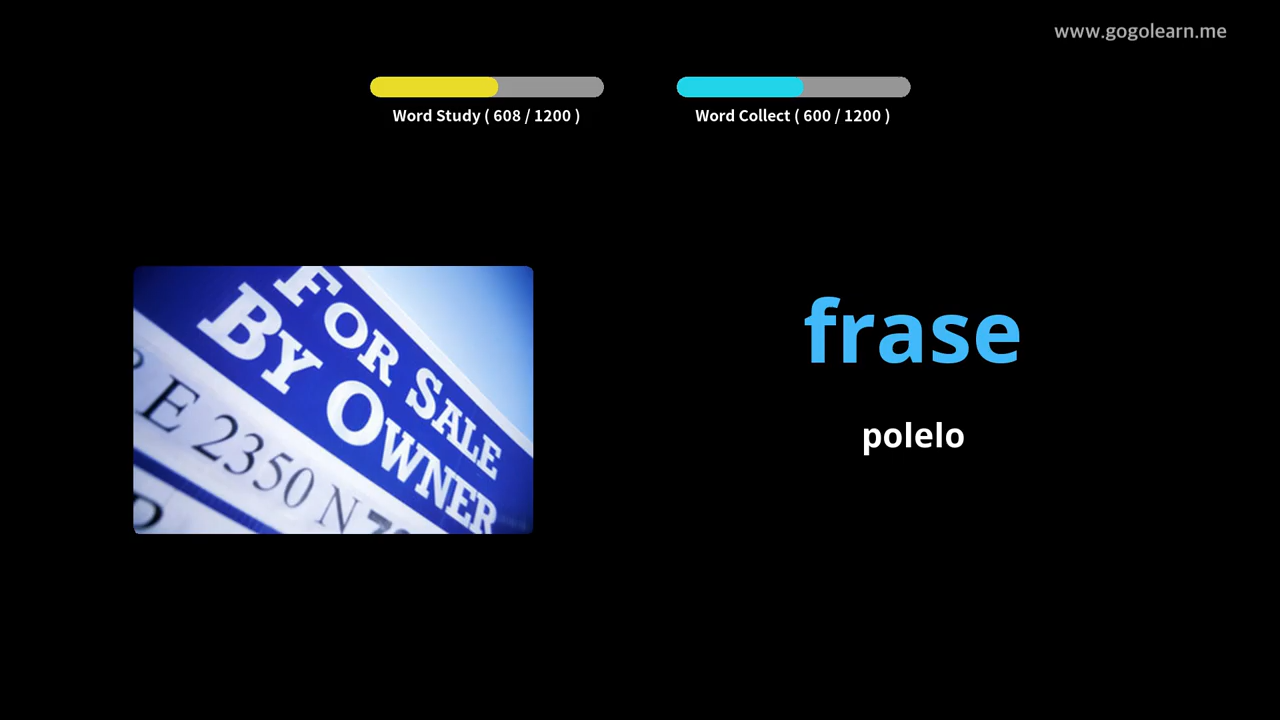 www.gogolearn.me
Word Study ( 608 / 1200 )
Word Collect ( 600 / 1200 )
FOR SALE
BY OWNER
E 2350 N
frase
polelo